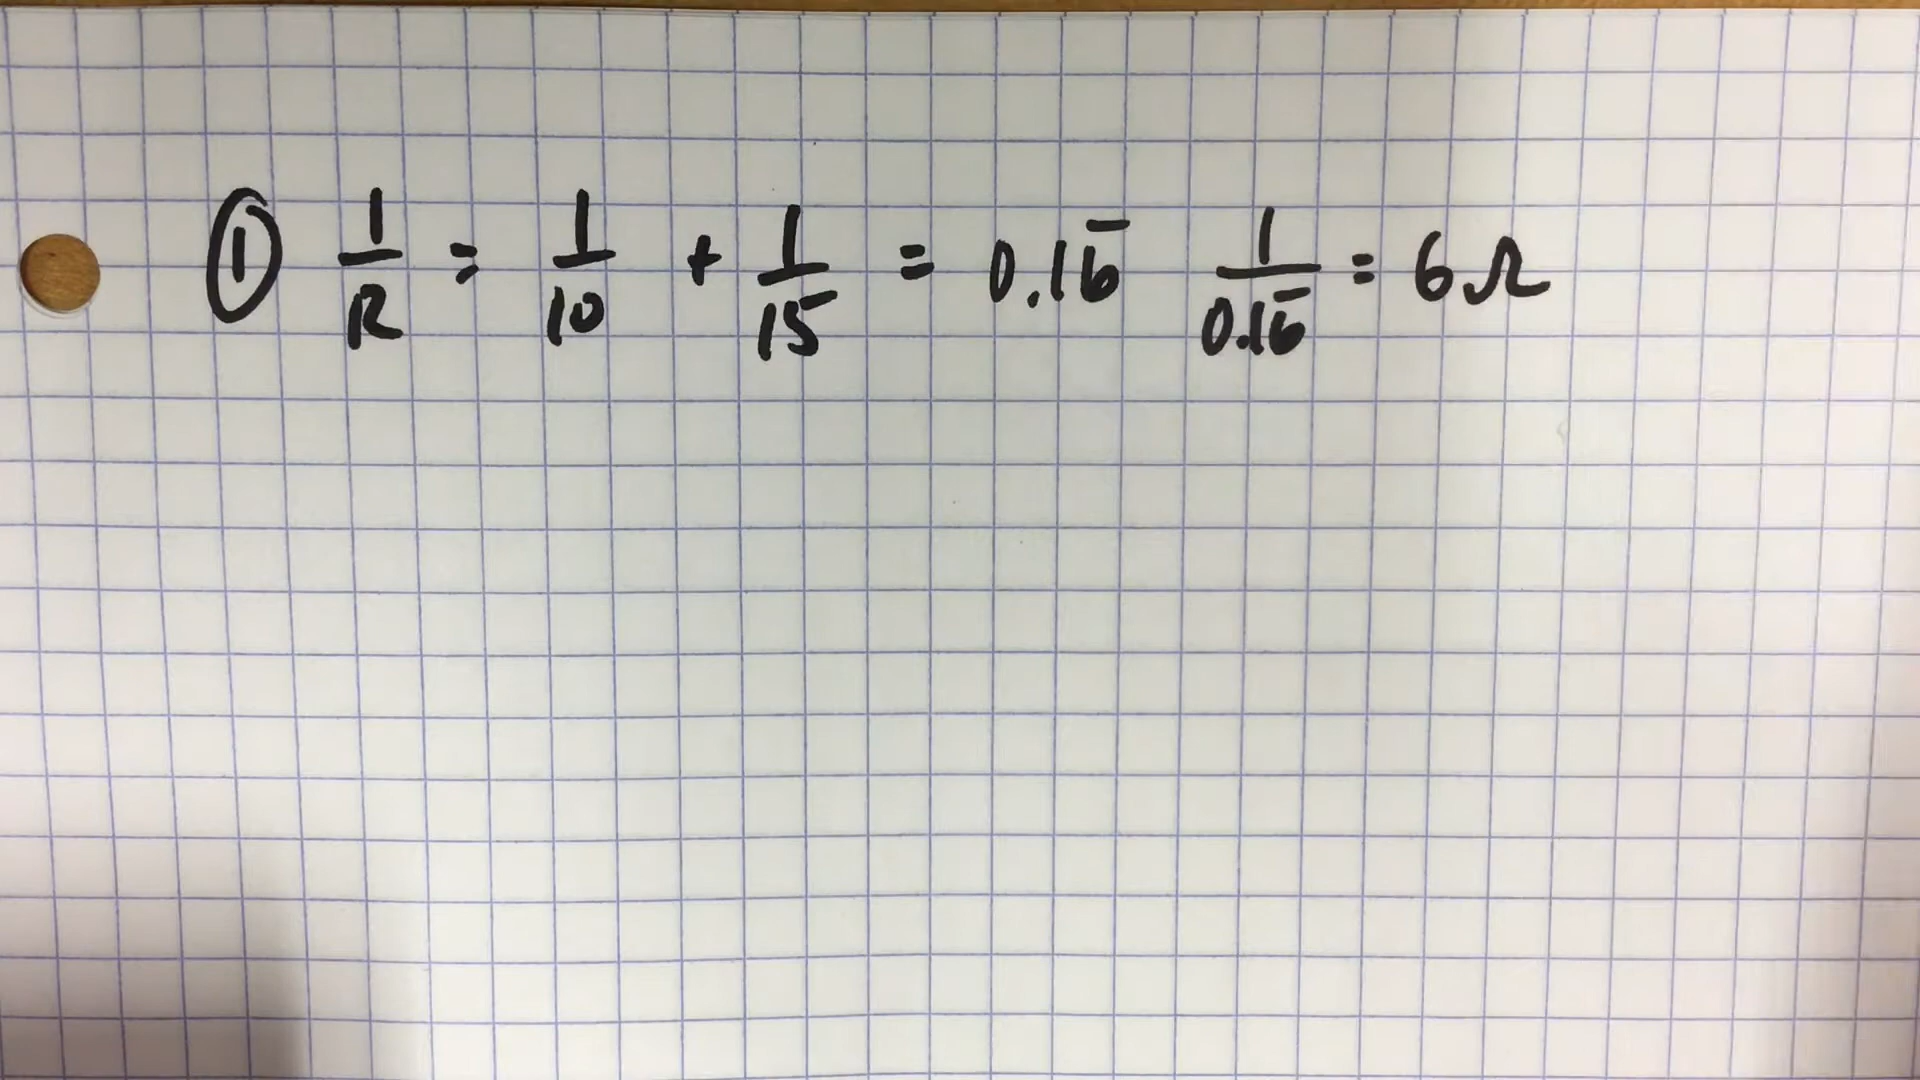 ① 1/R = 1/10 + 1/15 = 0.16̅ 1/0.16̅ = 6Ω